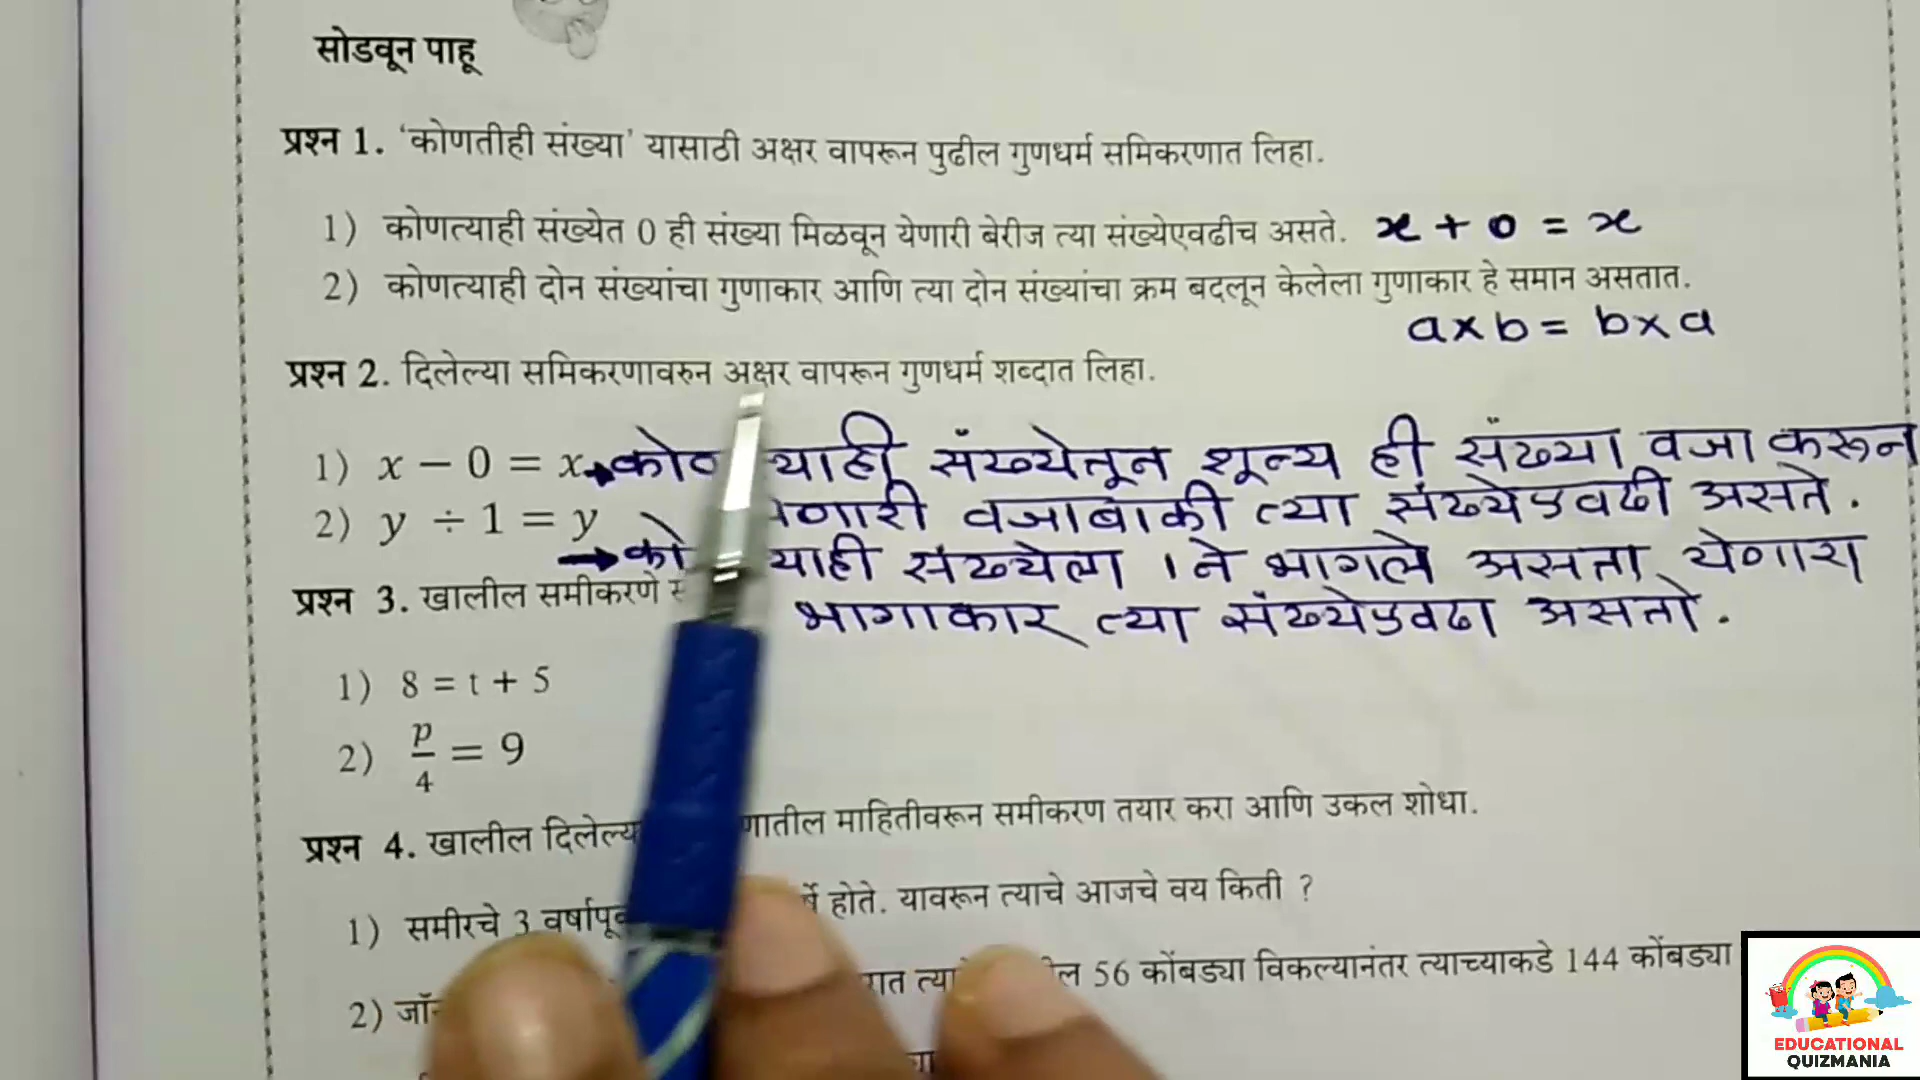 सोडवून पाहू
प्रश्न 1. ‘कोणतीही संख्या’ यासाठी अक्षर वापरून पुढील गुणधर्म समिकरणात लिहा.
1) कोणत्याही संख्येत 0 ही संख्या मिळवून येणारी बेरीज त्या संख्येएवढीच असते. x + 0 = x
2) कोणत्याही दोन संख्यांचा गुणाकार आणि त्या दोन संख्यांचा क्रम बदलून केलेला गुणाकार हे समान असतात.
a x b = b x a
प्रश्न 2. दिलेल्या समिकरणावरुन अक्षर वापरून गुणधर्म शब्दात लिहा.
1) x − 0 = x → संख्येतून शून्य ही संख्या वजा करून
वजाबाकी त्या संख्येएवढी असते.
2) y ÷ 1 = y
→ संख्येला 1 ने भागले असता येणारा
भागाकार त्या संख्येएवढा असतो.
प्रश्न 3. खालील समीकरणे
1) 8 = t + 5
2) p/4 = 9
प्रश्न 4. खालील माहितीवरून समीकरण तयार करा आणि उकल शोधा.
1) समीरचे 3 होते. यावरून त्याचे आजचे वय किती ?
2) 56 कोंबड्या विकल्यानंतर त्याच्याकडे 144 कोंबड्या
EDUCATIONAL
QUIZMANIA